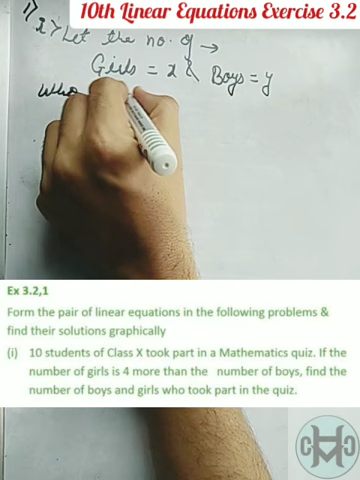 10th Linear Equations Exercise 3.2
1)
i) Let the no. of →
Girls = x & Boys = y
who
Ex 3.2,1
Form the pair of linear equations in the following problems &
find their solutions graphically
(i) 10 students of Class X took part in a Mathematics quiz. If the
number of girls is 4 more than the number of boys, find the
number of boys and girls who took part in the quiz.